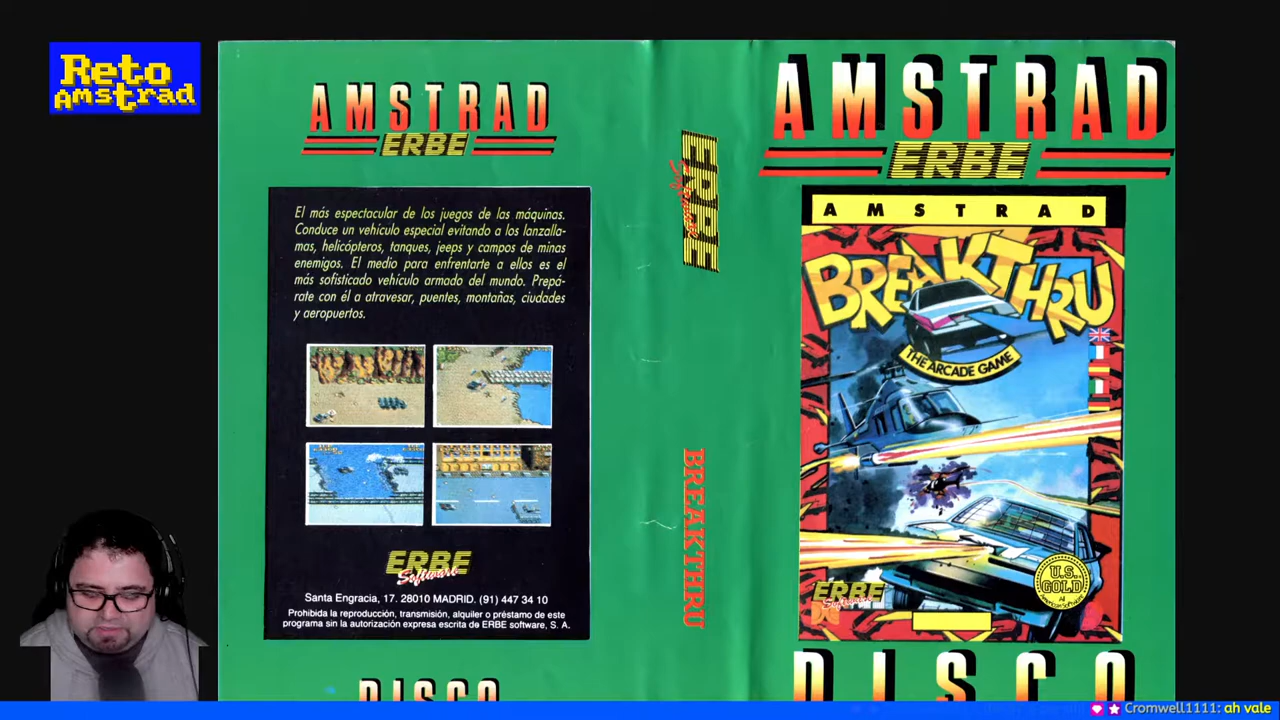 Reto
Amstrad
AMSTRAD
ERBE
El más espectacular de los juegos de las máquinas.
Conduce un vehículo especial evitando a los lanzalla-
mas, helicópteros, tanques, jeeps y campos de minas
enemigos. El medio para enfrentarte a ellos es el
más sofisticado vehículo armado del mundo. Prepá-
rate con él a atravesar, puentes, montañas, ciudades
y aeropuertos.
ERBE
Software
Santa Engracia, 17. 28010 MADRID. (91) 447 34 10
Prohibida la reproducción, transmisión, alquiler o préstamo de este
programa sin la autorización expresa escrita de ERBE software, S. A.
DISCO
ERBE
Software
BREAKTHRU
AMSTRAD
ERBE
AMSTRAD
BREAKTHRU
THE ARCADE GAME
ERBE
Software
U.S.
GOLD
All American Software
DISCO
Cromwell1111: ah vale